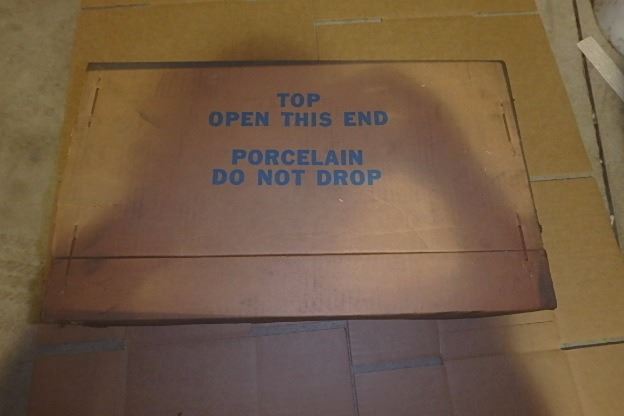 TOP
OPEN THIS END
PORCELAIN
DO NOT DROP